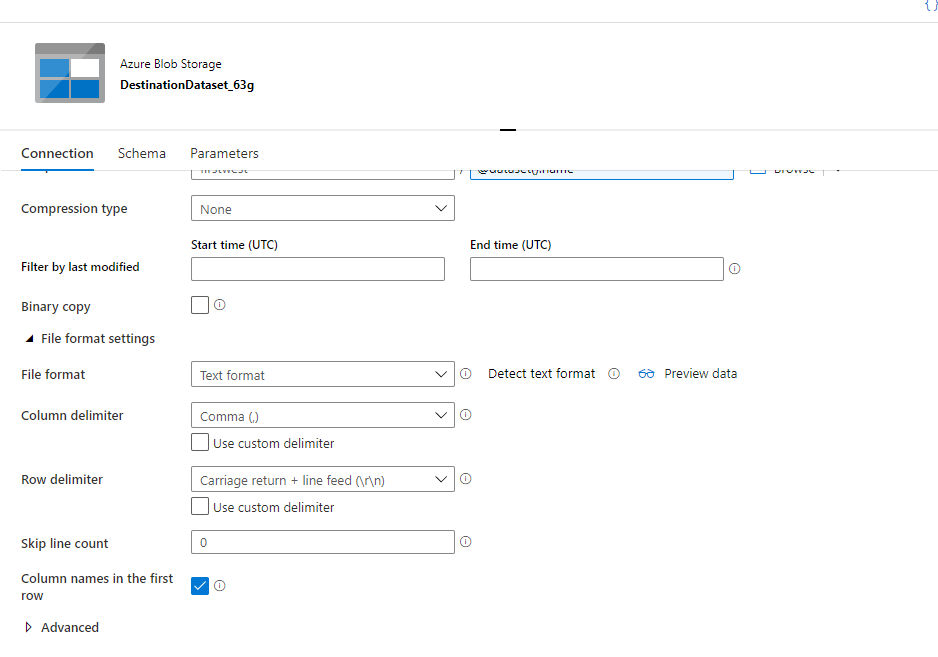 { }
Azure Blob Storage
DestinationDataset_63g
Connection Schema Parameters
firstwest / @dataset().name Browse
Compression type None
Start time (UTC) End time (UTC)
Filter by last modified
Binary copy
File format settings
File format Text format Detect text format Preview data
Column delimiter Comma (,)
Use custom delimiter
Row delimiter Carriage return + line feed (\r\n)
Use custom delimiter
Skip line count 0
Column names in the first
row
Advanced